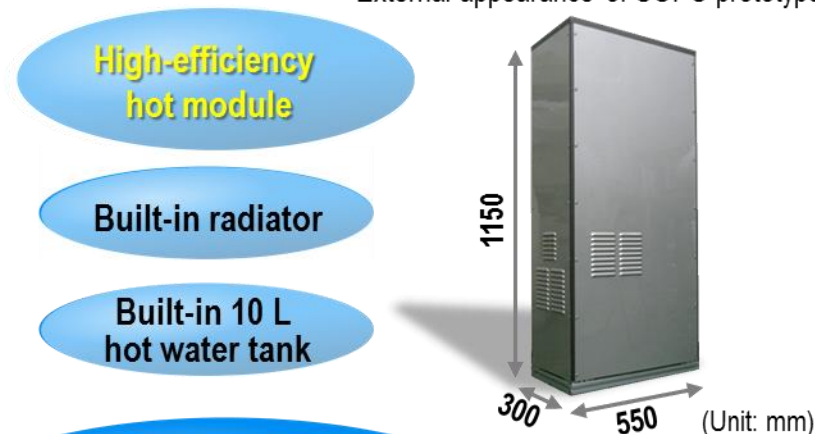 External appearance of SOFC prototype
High-efficiency
hot module
Built-in radiator
Built-in 10 L
hot water tank
1150
300
550
(Unit: mm)